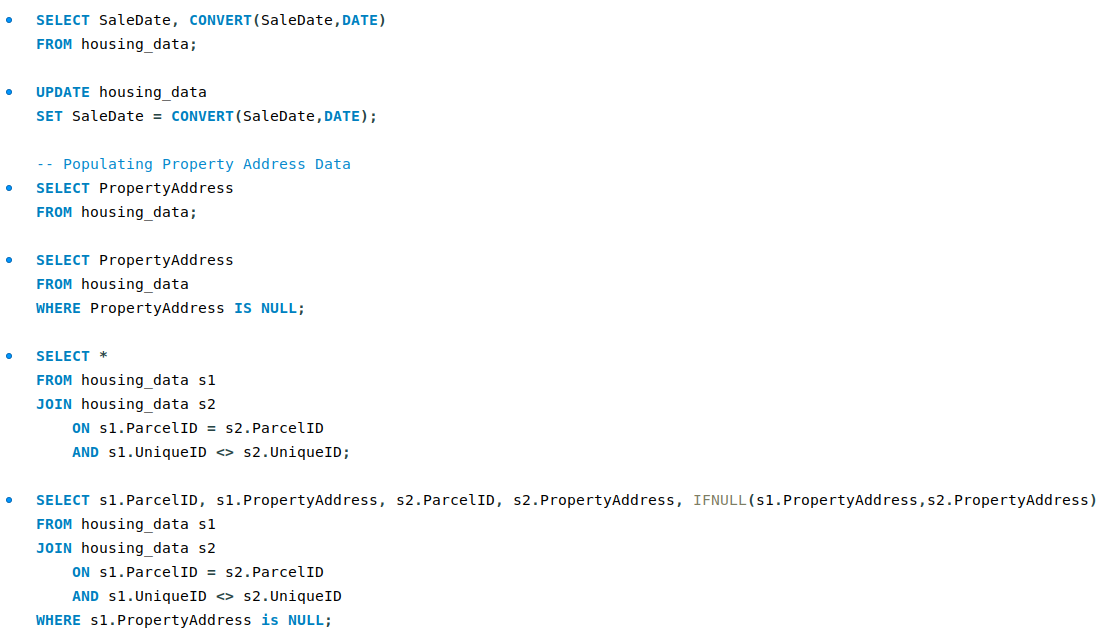 SELECT SaleDate, CONVERT(SaleDate,DATE)
FROM housing_data;
UPDATE housing_data
SET SaleDate = CONVERT(SaleDate,DATE);
-- Populating Property Address Data
SELECT PropertyAddress
FROM housing_data;
SELECT PropertyAddress
FROM housing_data
WHERE PropertyAddress IS NULL;
SELECT *
FROM housing_data s1
JOIN housing_data s2
ON s1.ParcelID = s2.ParcelID
AND s1.UniqueID <> s2.UniqueID;
SELECT s1.ParcelID, s1.PropertyAddress, s2.ParcelID, s2.PropertyAddress, IFNULL(s1.PropertyAddress,s2.PropertyAddress)
FROM housing_data s1
JOIN housing_data s2
ON s1.ParcelID = s2.ParcelID
AND s1.UniqueID <> s2.UniqueID
WHERE s1.PropertyAddress is NULL;